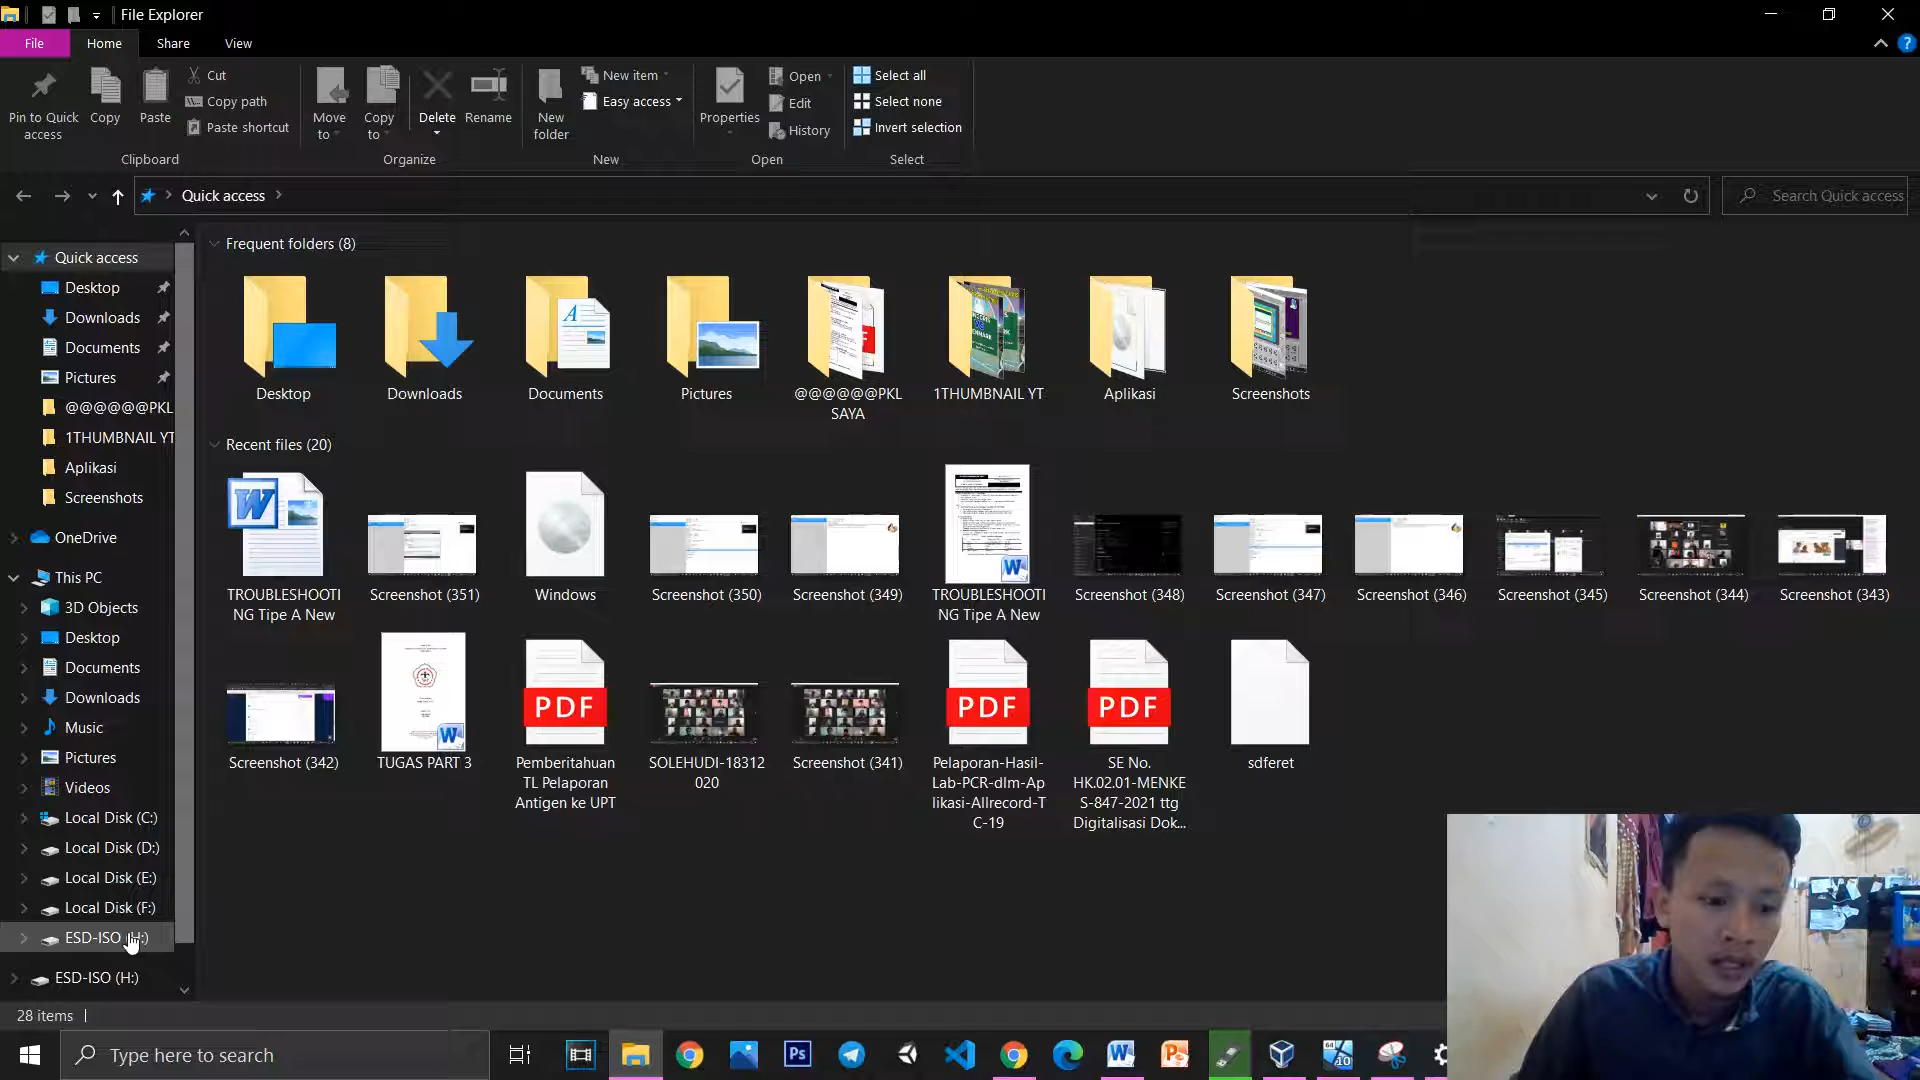 File Explorer
File
Home
Share
View
Pin to Quick
access
Copy
Paste
Cut
Copy path
Paste shortcut
Clipboard
Move
to
Copy
to
Delete
Rename
Organize
New
folder
New item
Easy access
New
Properties
Open
Edit
History
Open
Select all
Select none
Invert selection
Select
Quick access
Search Quick access
Quick access
Desktop
Downloads
Documents
Pictures
@@@@@@PKL
1THUMBNAIL YT
Aplikasi
Screenshots
OneDrive
This PC
3D Objects
Desktop
Documents
Downloads
Music
Pictures
Videos
Local Disk (C:)
Local Disk (D:)
Local Disk (E:)
Local Disk (F:)
ESD-ISO (H:)
ESD-ISO (H:)
Frequent folders (8)
Desktop
Downloads
Documents
Pictures
@@@@@@PKL
SAYA
1THUMBNAIL YT
Aplikasi
Screenshots
Recent files (20)
TROUBLESHOOTI
NG Tipe A New
Screenshot (351)
Windows
Screenshot (350)
Screenshot (349)
TROUBLESHOOTI
NG Tipe A New
Screenshot (348)
Screenshot (347)
Screenshot (346)
Screenshot (345)
Screenshot (344)
Screenshot (343)
PDF
PDF
PDF
Screenshot (342)
TUGAS PART 3
Pemberitahuan
TL Pelaporan
Antigen ke UPT
SOLEHUDI-18312
020
Screenshot (341)
Pelaporan-Hasil-
Lab-PCR-dlm-Ap
likasi-Allrecord-T
C-19
SE No.
HK.02.01-MENKE
S-847-2021 ttg
Digitalisasi Dok...
sdferet
28 items
Type here to search
Ps